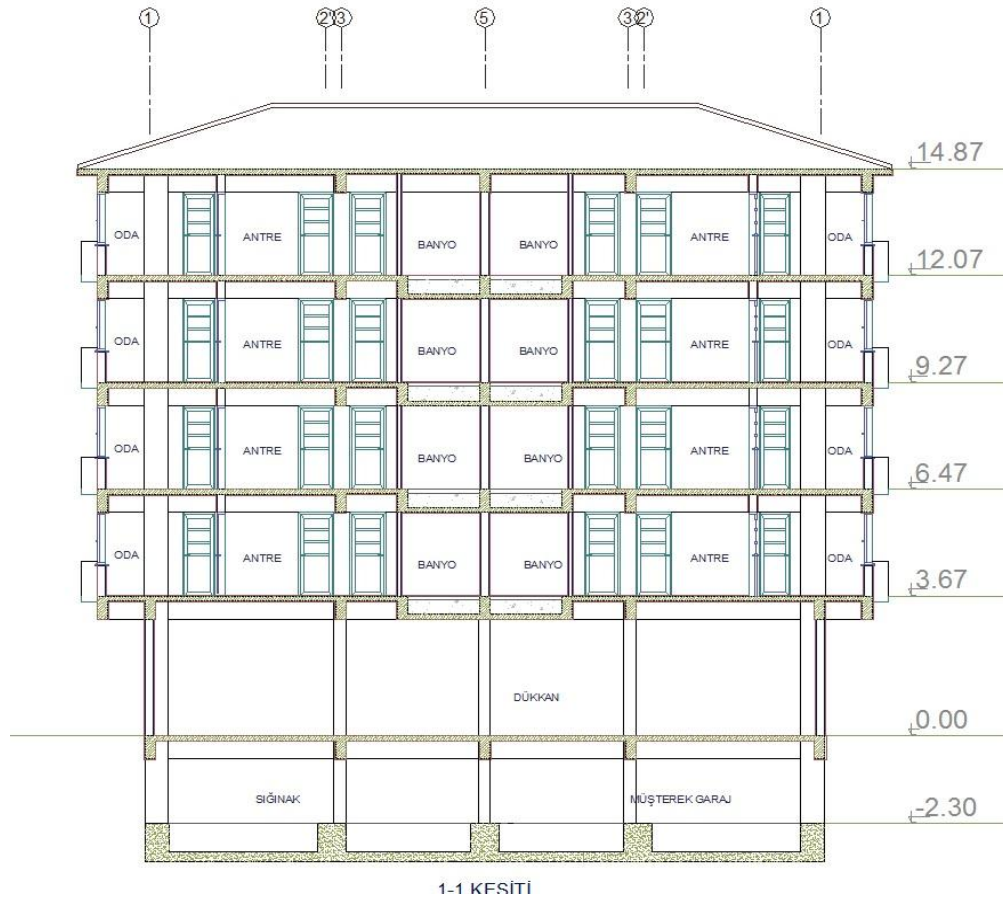 1 2' 3 5 3 2' 1
14.87
ODA ANTRE BANYO BANYO ANTRE ODA
12.07
ODA ANTRE BANYO BANYO ANTRE ODA
9.27
ODA ANTRE BANYO BANYO ANTRE ODA
6.47
ODA ANTRE BANYO BANYO ANTRE ODA
3.67
DÜKKAN
0.00
SIĞINAK MÜŞTEREK GARAJ
-2.30
1-1 KESİTİ